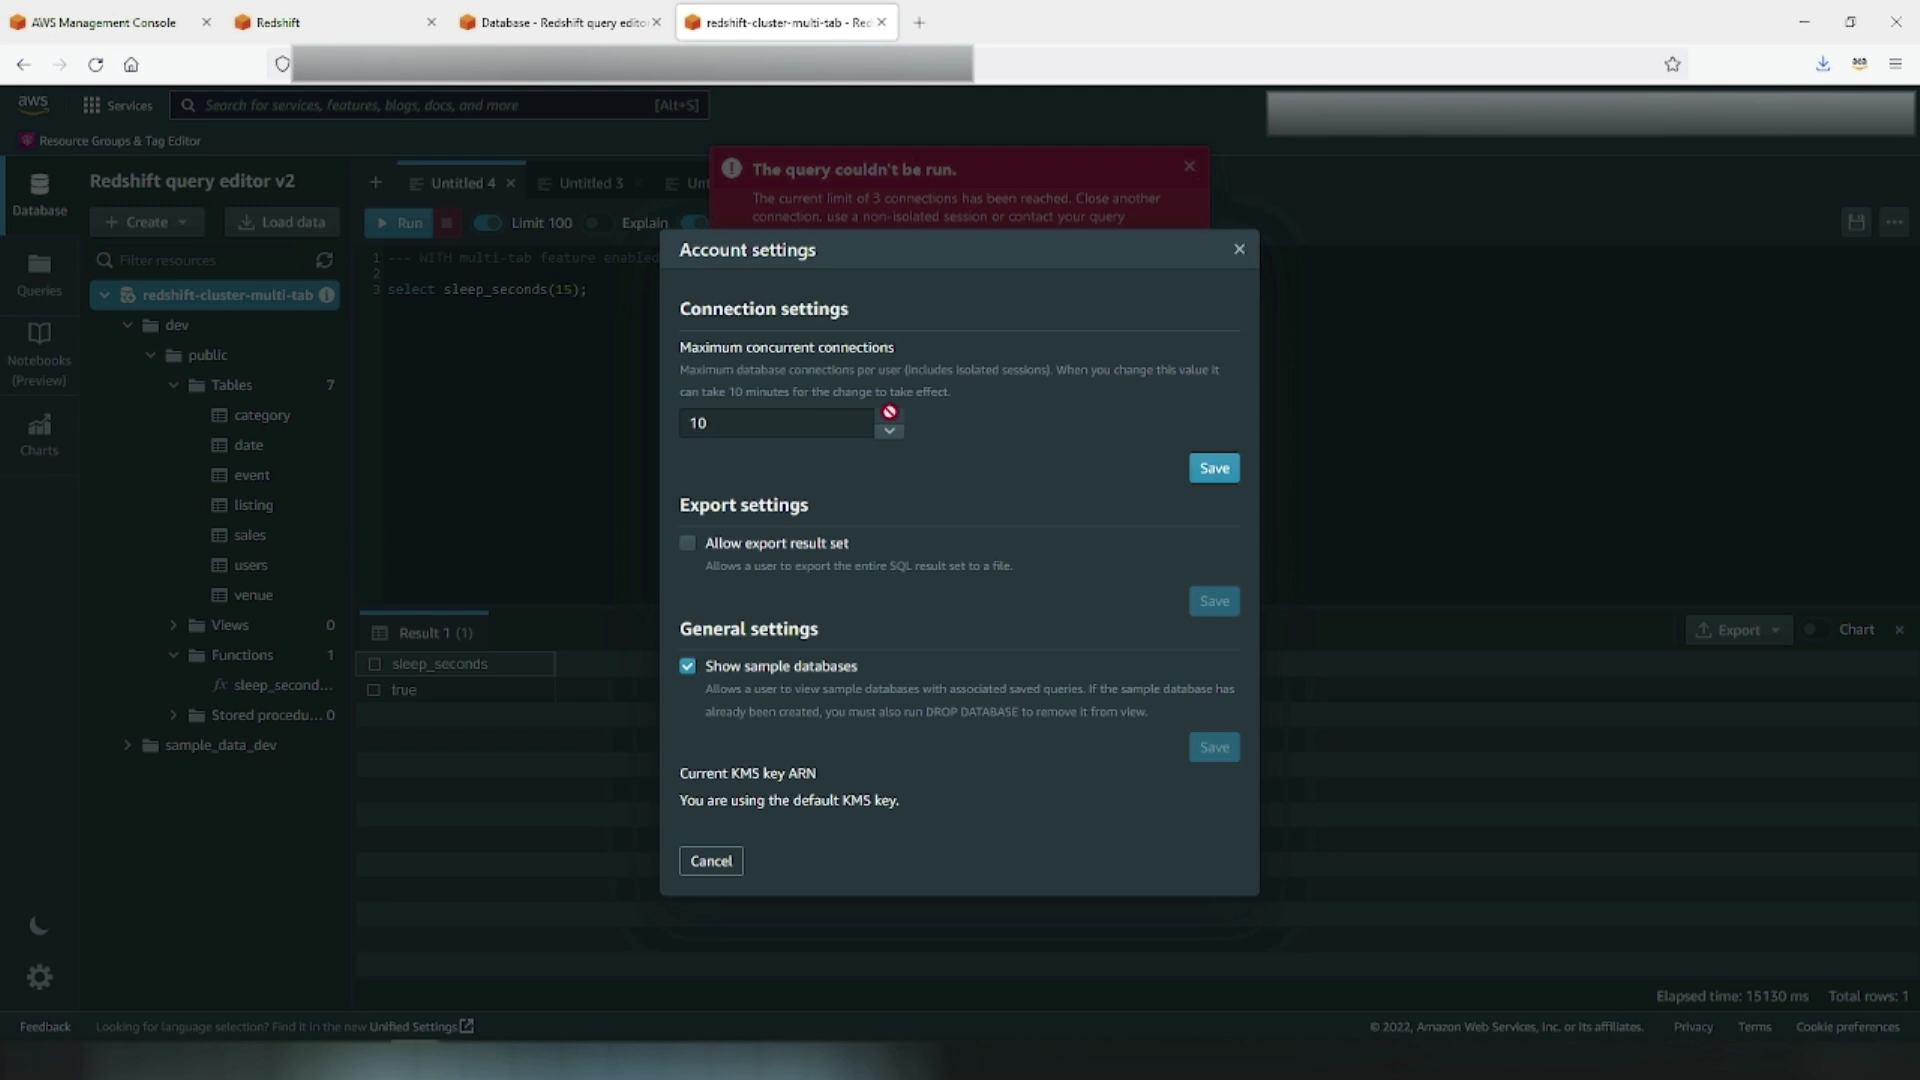 AWS Management Console
Redshift
Database - Redshift query editor
redshift-cluster-multi-tab - Red
aws
Services
Search for services, features, blogs, docs, and more
[Alt+S]
Resource Groups & Tag Editor
Database
Queries
Notebooks
(Preview)
Charts
Redshift query editor v2
Create
Load data
Filter resources
redshift-cluster-multi-tab
dev
public
Tables 7
category
date
event
listing
sales
users
venue
Views 0
Functions 1
fx sleep_second...
Stored procedu... 0
sample_data_dev
Untitled 4
Untitled 3
Unt
Run
Limit 100
Explain
The query couldn't be run.
The current limit of 3 connections has been reached. Close another
connection, use a non-isolated session or contact your query
1 --- WITH multi-tab feature enabled
2
3 select sleep_seconds(15);
Account settings
Connection settings
Maximum concurrent connections
Maximum database connections per user (includes isolated sessions). When you change this value it
can take 10 minutes for the change to take effect.
10
Save
Export settings
Allow export result set
Allows a user to export the entire SQL result set to a file.
Save
General settings
Show sample databases
Allows a user to view sample databases with associated saved queries. If the sample database has
already been created, you must also run DROP DATABASE to remove it from view.
Save
Current KMS key ARN
You are using the default KMS key.
Cancel
Result 1 (1)
Export
Chart
sleep_seconds
true
Elapsed time: 15130 ms Total rows: 1
Feedback
Looking for language selection? Find it in the new Unified Settings
© 2022, Amazon Web Services, Inc. or its affiliates.
Privacy
Terms
Cookie preferences